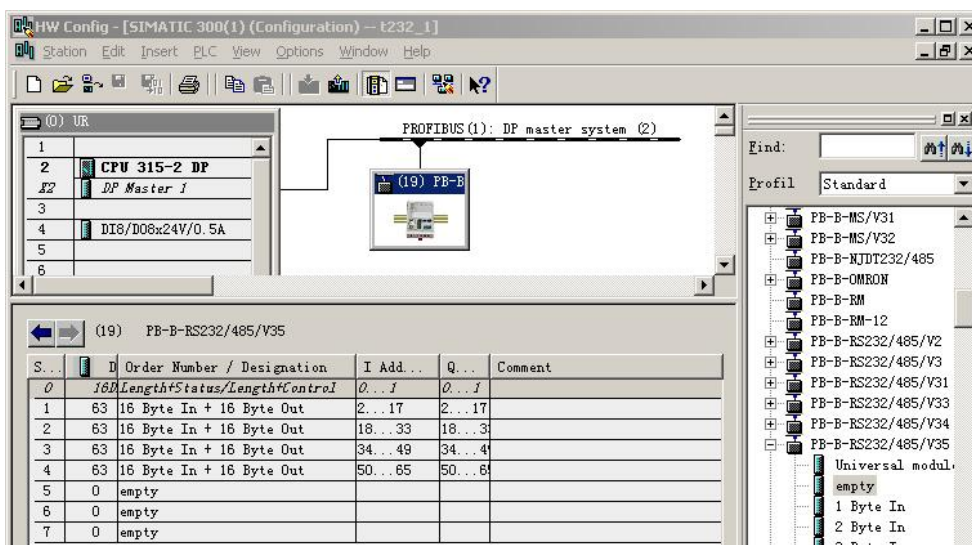 HW Config - [SIMATIC 300(1) (Configuration) -- t232_1]
Station Edit Insert PLC View Options Window Help
(0) UR
1
2 CPU 315-2 DP
X2 DP Master 1
3
4 DI8/DO8x24V/0.5A
5
6
PROFIBUS(1): DP master system (2)
(19) PB-B
Find:
Profil Standard
PB-B-MS/V31
PB-B-MS/V32
PB-B-NJDT232/485
PB-B-OMRON
PB-B-RM
PB-B-RM-12
PB-B-RS232/485/V2
PB-B-RS232/485/V3
PB-B-RS232/485/V31
PB-B-RS232/485/V33
PB-B-RS232/485/V34
PB-B-RS232/485/V35
Universal modul
empty
1 Byte In
2 Byte In
(19) PB-B-RS232/485/V35
S... D Order Number / Designation I Add... Q... Comment
0 16D Length+Status/Length+Control 0...1 0...1
1 63 16 Byte In + 16 Byte Out 2...17 2...17
2 63 16 Byte In + 16 Byte Out 18...33 18...3
3 63 16 Byte In + 16 Byte Out 34...49 34...4
4 63 16 Byte In + 16 Byte Out 50...65 50...6
5 0 empty
6 0 empty
7 0 empty